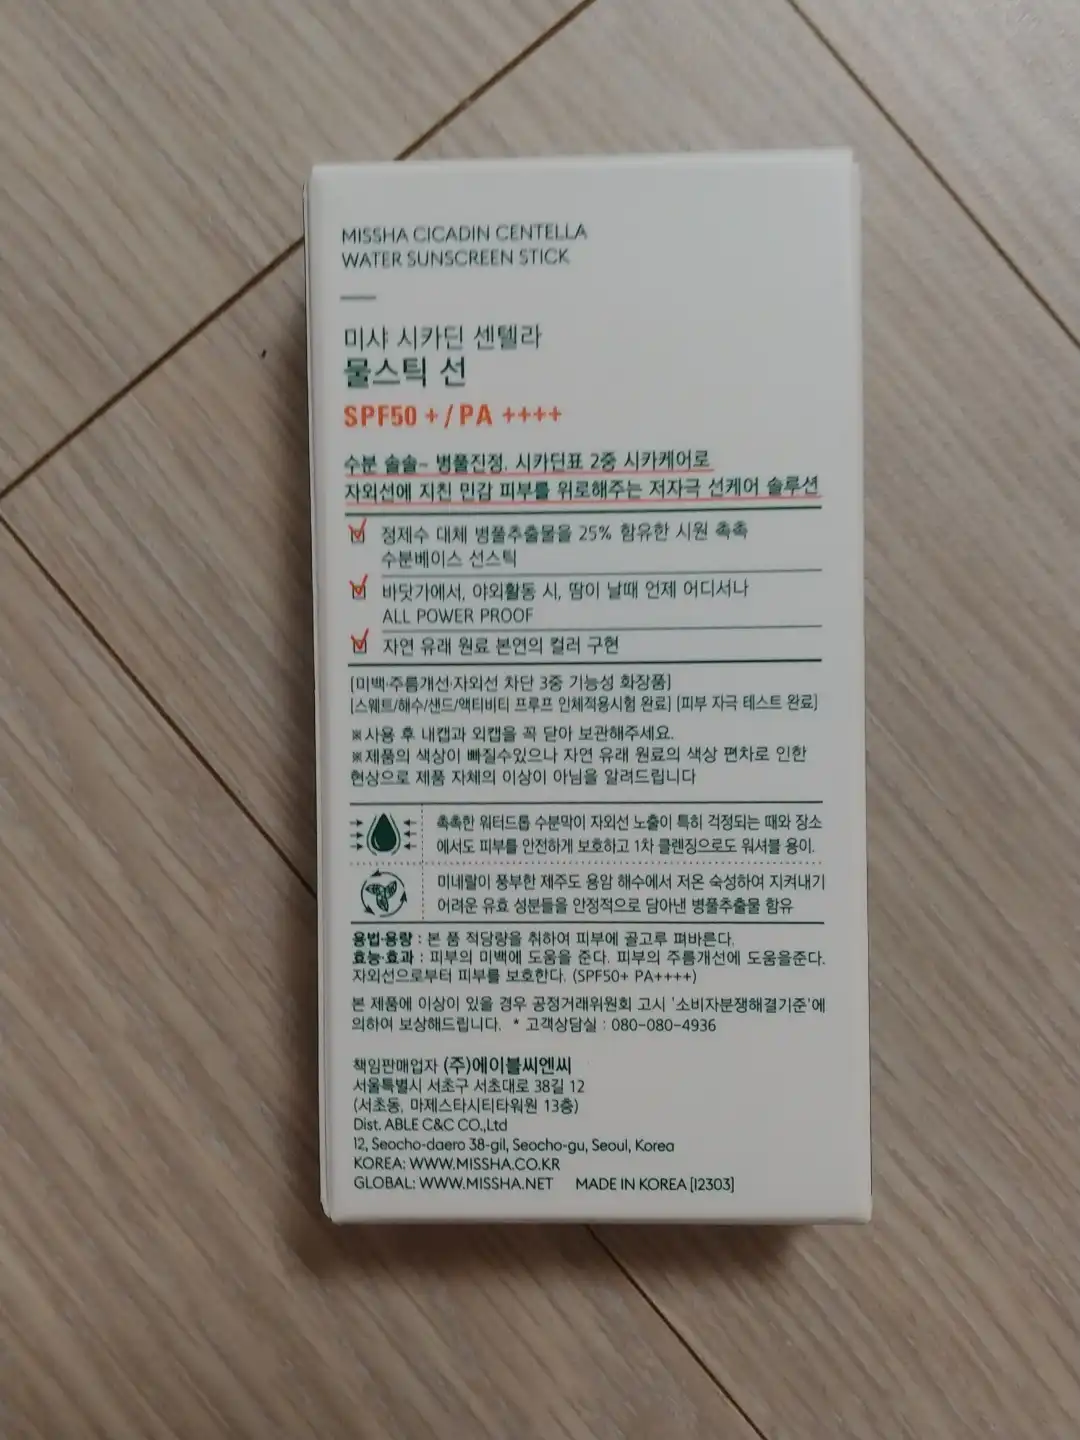 MISSHA CICADIN CENTELLA
WATER SUNSCREEN STICK
미샤 시카딘 센텔라
물스틱 선
SPF50 + / PA ++++
수분 솔솔~ 병풀진정. 시카딘표 2중 시카케어로
자외선에 지친 민감 피부를 위로해주는 저자극 선케어 솔루션
정제수 대체 병풀추출물을 25% 함유한 시원 촉촉
수분베이스 선스틱
바닷가에서, 야외활동 시, 땀이 날때 언제 어디서나
ALL POWER PROOF
자연 유래 원료 본연의 컬러 구현
[미백·주름개선·자외선 차단 3중 기능성 화장품]
[스웨트/해수/샌드/액티비티 프루프 인체적용시험 완료] [피부 자극 테스트 완료]
※사용 후 내캡과 외캡을 꼭 닫아 보관해주세요.
※제품의 색상이 빠질수있으나 자연 유래 원료의 색상 편차로 인한
현상으로 제품 자체의 이상이 아님을 알려드립니다
촉촉한 워터드롭 수분막이 자외선 노출이 특히 걱정되는 때와 장소
에서도 피부를 안전하게 보호하고 1차 클렌징으로도 워셔블 용이.
미네랄이 풍부한 제주도 용암 해수에서 저온 숙성하여 지켜내기
어려운 유효 성분들을 안정적으로 담아낸 병풀추출물 함유
용법·용량 : 본 품 적당량을 취하여 피부에 골고루 펴바른다.
효능·효과 : 피부의 미백에 도움을 준다. 피부의 주름개선에 도움을준다.
자외선으로부터 피부를 보호한다. (SPF50+ PA++++)
본 제품에 이상이 있을 경우 공정거래위원회 고시 '소비자분쟁해결기준'에
의하여 보상해드립니다. * 고객상담실 : 080-080-4936
책임판매업자 (주)에이블씨엔씨
서울특별시 서초구 서초대로 38길 12
(서초동, 마제스타시티타워원 13층)
Dist. ABLE C&C CO.,Ltd
12, Seocho-daero 38-gil, Seocho-gu, Seoul, Korea
KOREA: WWW.MISSHA.CO.KR
GLOBAL: WWW.MISSHA.NET MADE IN KOREA [I2303]